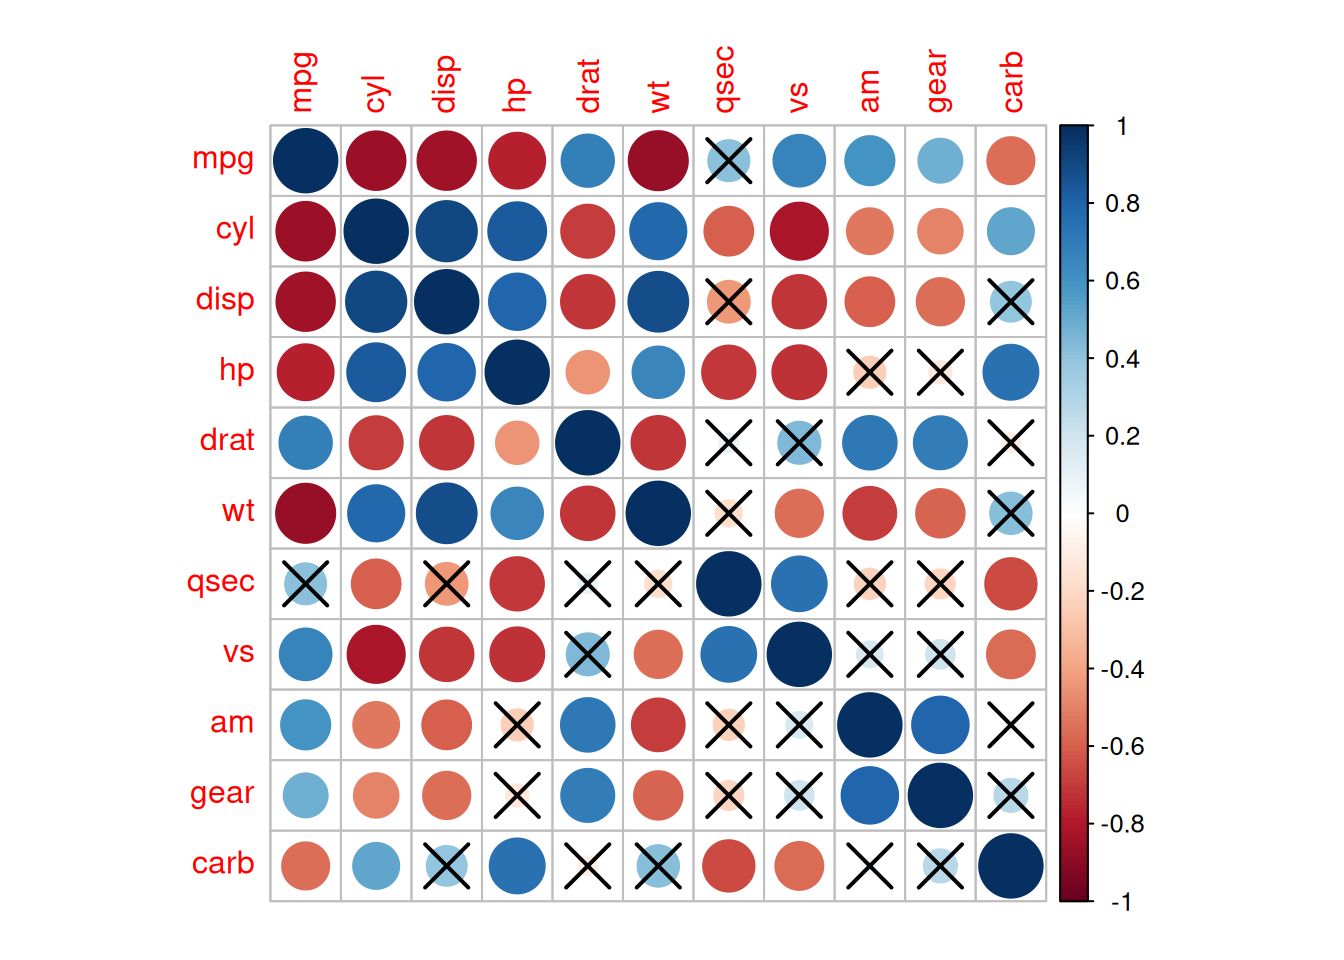 mpg cyl disp hp drat wt qsec vs am gear carb
mpg
cyl
disp
hp
drat
wt
qsec
vs
am
gear
carb
1
0.8
0.6
0.4
0.2
0
-0.2
-0.4
-0.6
-0.8
-1